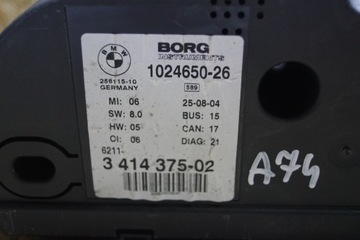 BMW
BORG
INSTRUMENTS
1024650-26
256115-10
GERMANY
589
MI: 06 25-08-04
SW: 8.0 BUS: 15
HW: 05 CAN: 17
CI: 06 DIAG: 21
6211-
3 414 375-02
A74